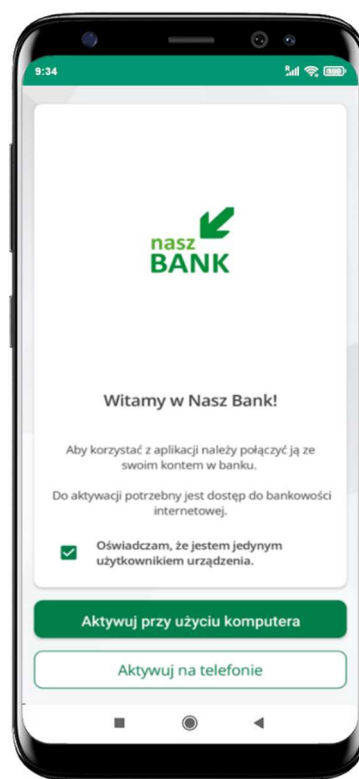 9:34
nasz
BANK
Witamy w Nasz Bank!
Aby korzystać z aplikacji należy połączyć ją ze
swoim kontem w banku.
Do aktywacji potrzebny jest dostęp do bankowości
internetowej.
Oświadczam, że jestem jedynym
użytkownikiem urządzenia.
Aktywuj przy użyciu komputera
Aktywuj na telefonie